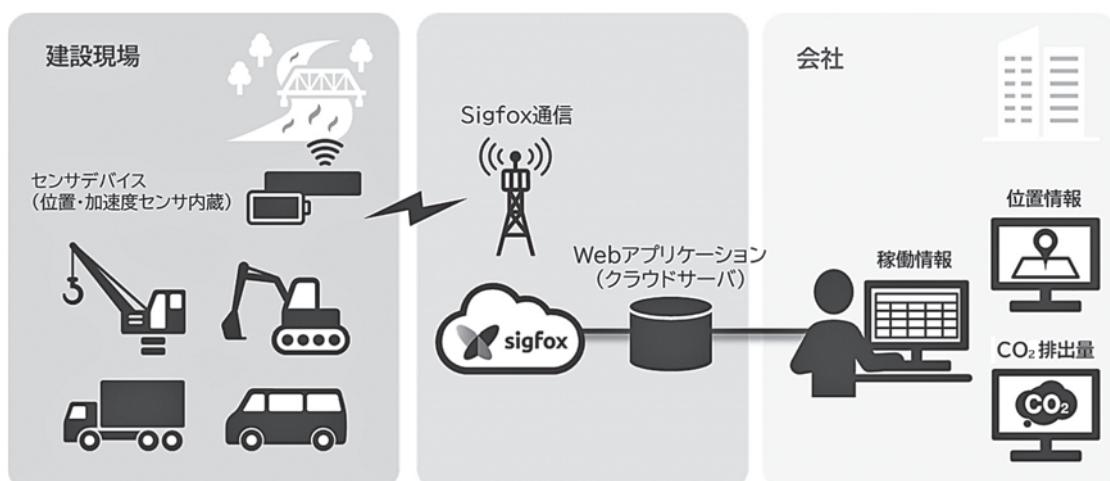 建設現場
センサデバイス
(位置・加速度センサ内蔵)
Sigfox通信
sigfox
Webアプリケーション
(クラウドサーバ)
会社
稼働情報
位置情報
CO₂排出量
CO₂